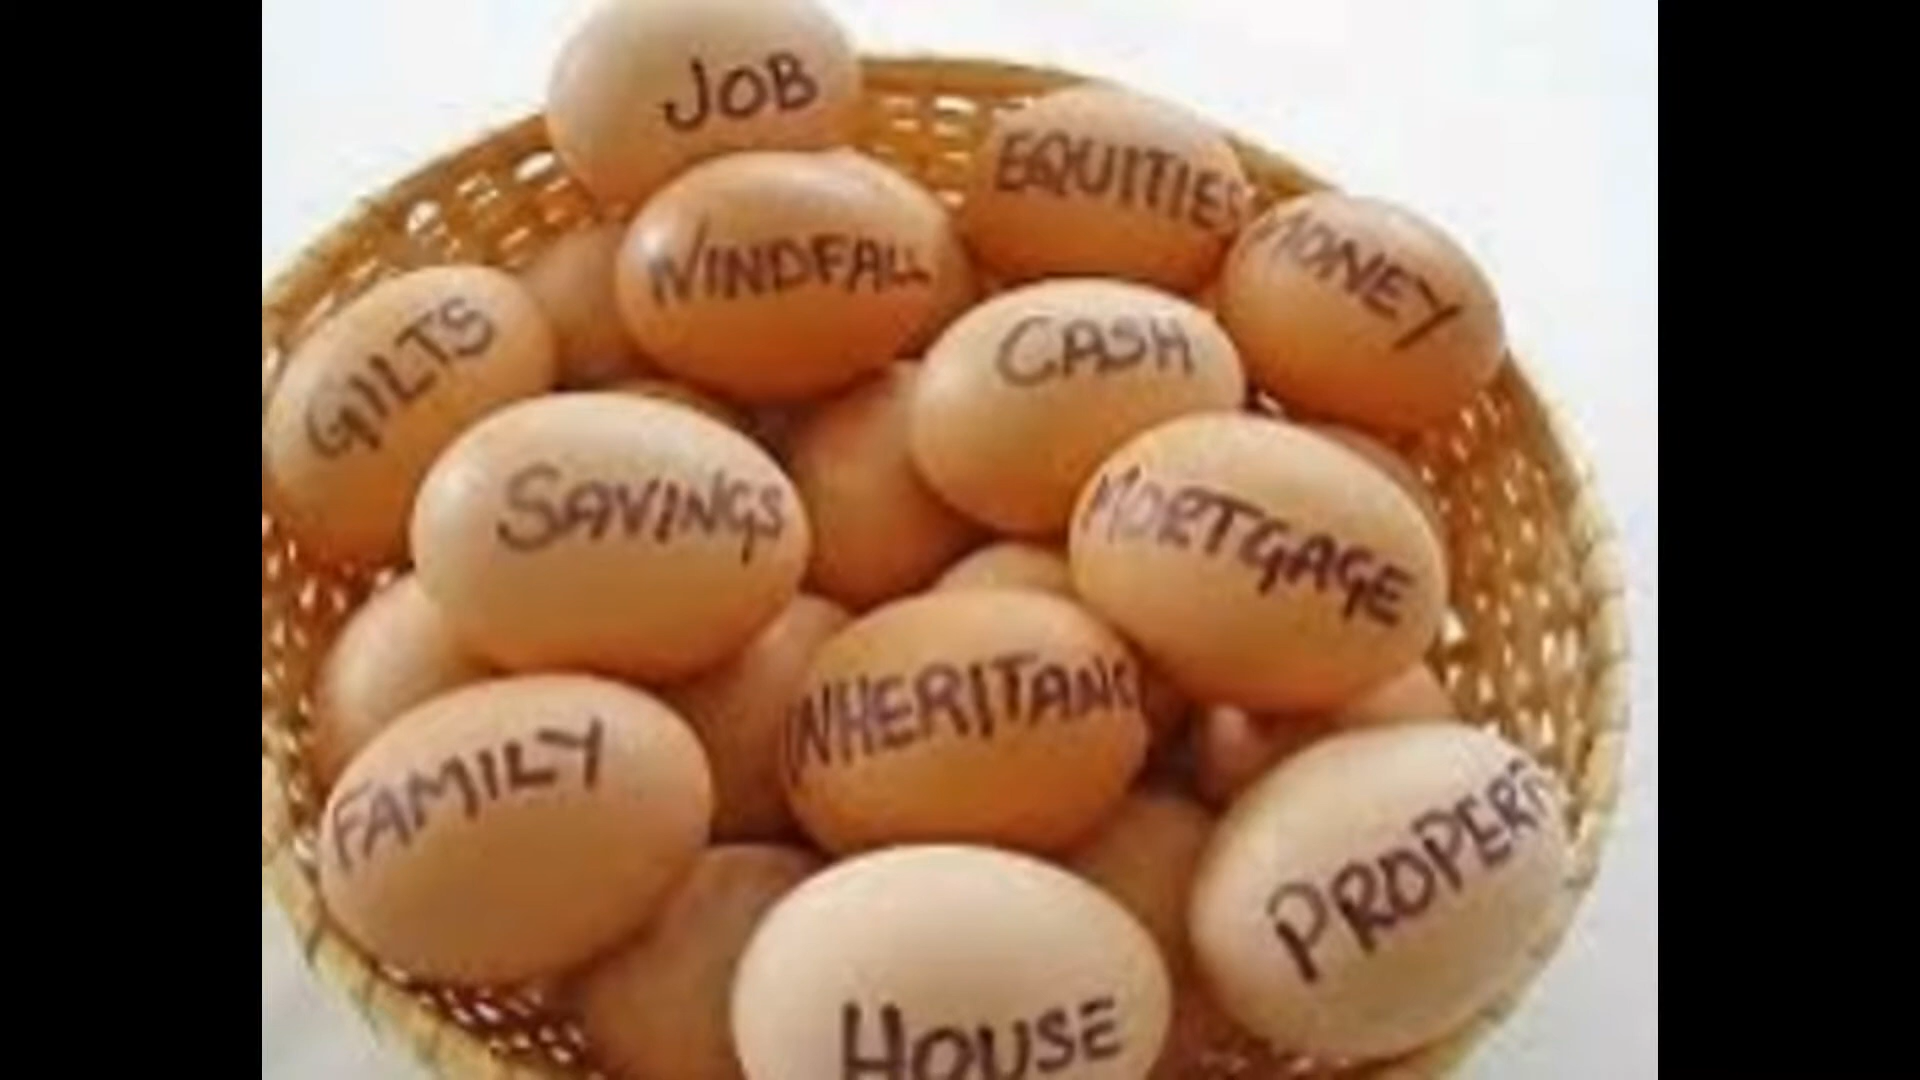 JOB
EQUITIES
WINDFALL
MONEY
GILTS
CASH
SAVINGS
MORTGAGE
INHERITANC
FAMILY
PROPERT
HOUSE